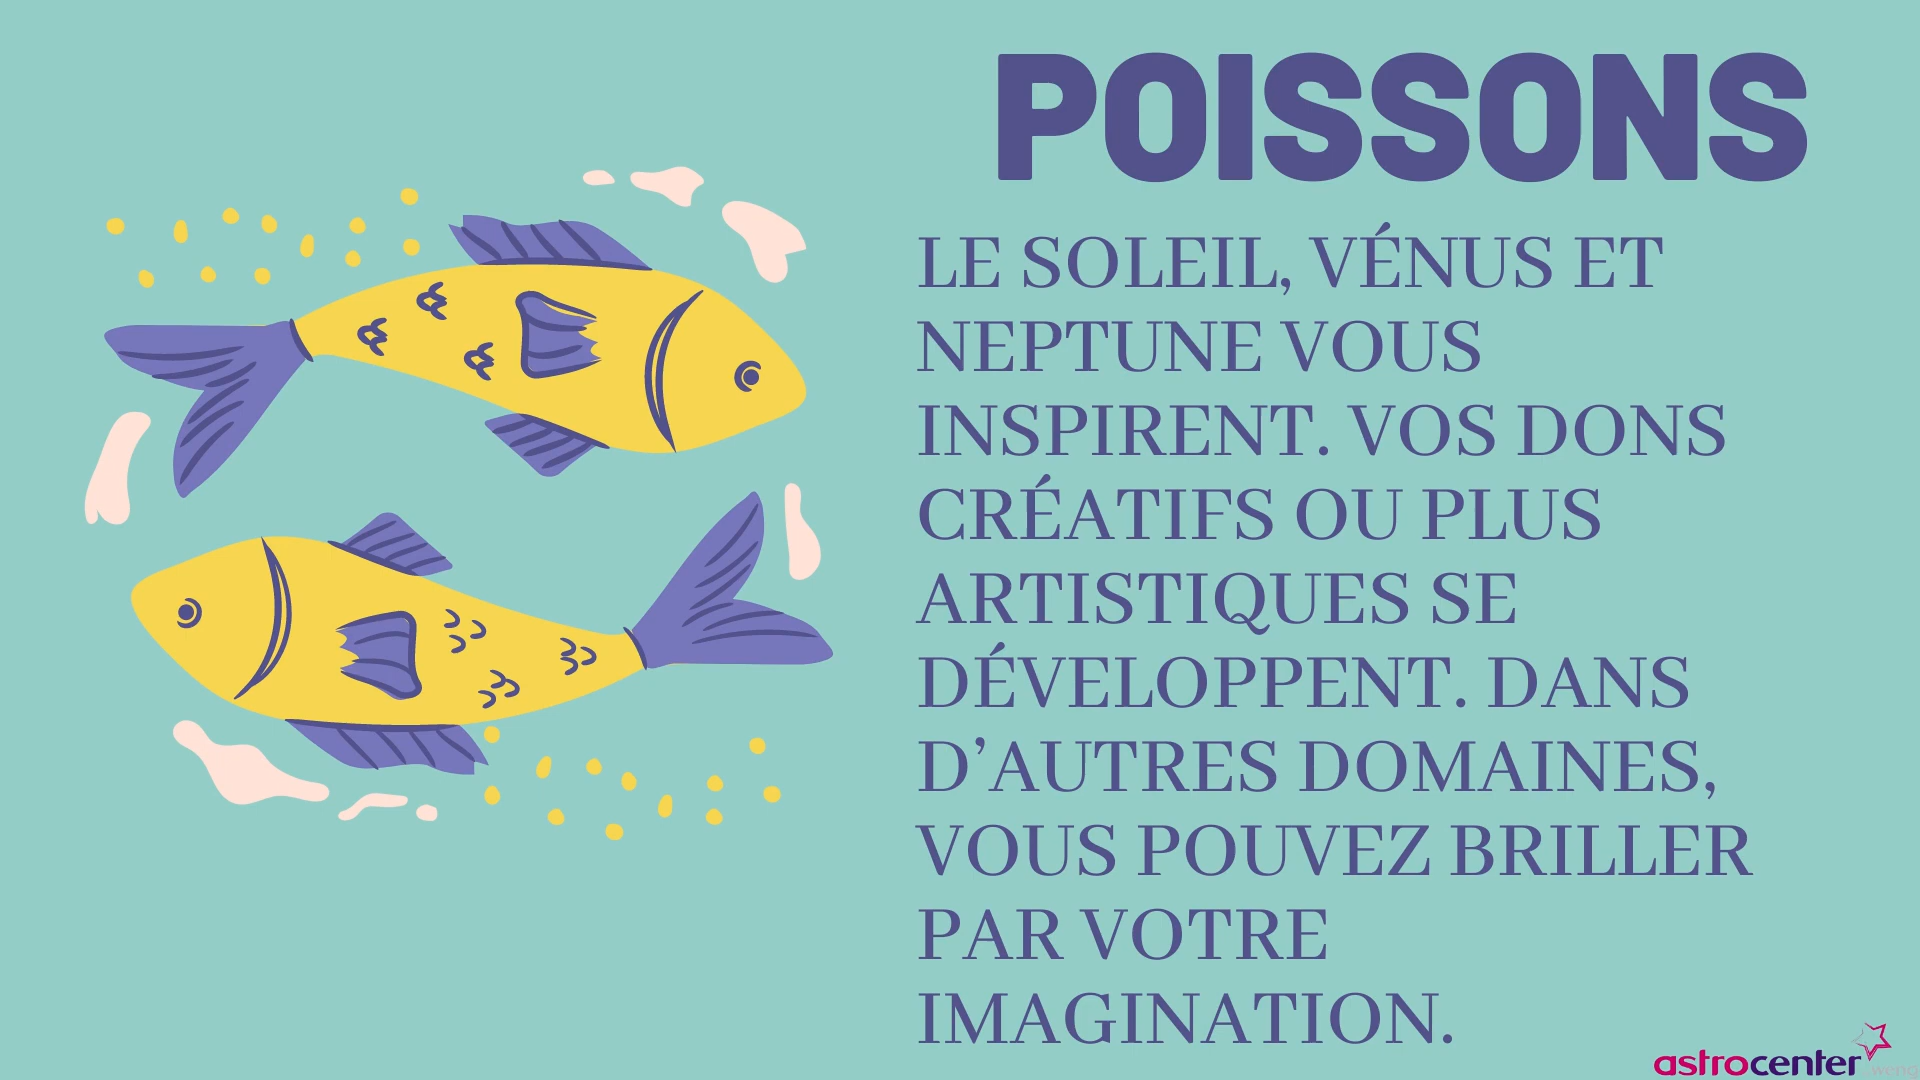 POISSONS
LE SOLEIL, VÉNUS ET
NEPTUNE VOUS
INSPIRENT. VOS DONS
CRÉATIFS OU PLUS
ARTISTIQUES SE
DÉVELOPPENT. DANS
D’AUTRES DOMAINES,
VOUS POUVEZ BRILLER
PAR VOTRE
IMAGINATION.
astrocenter